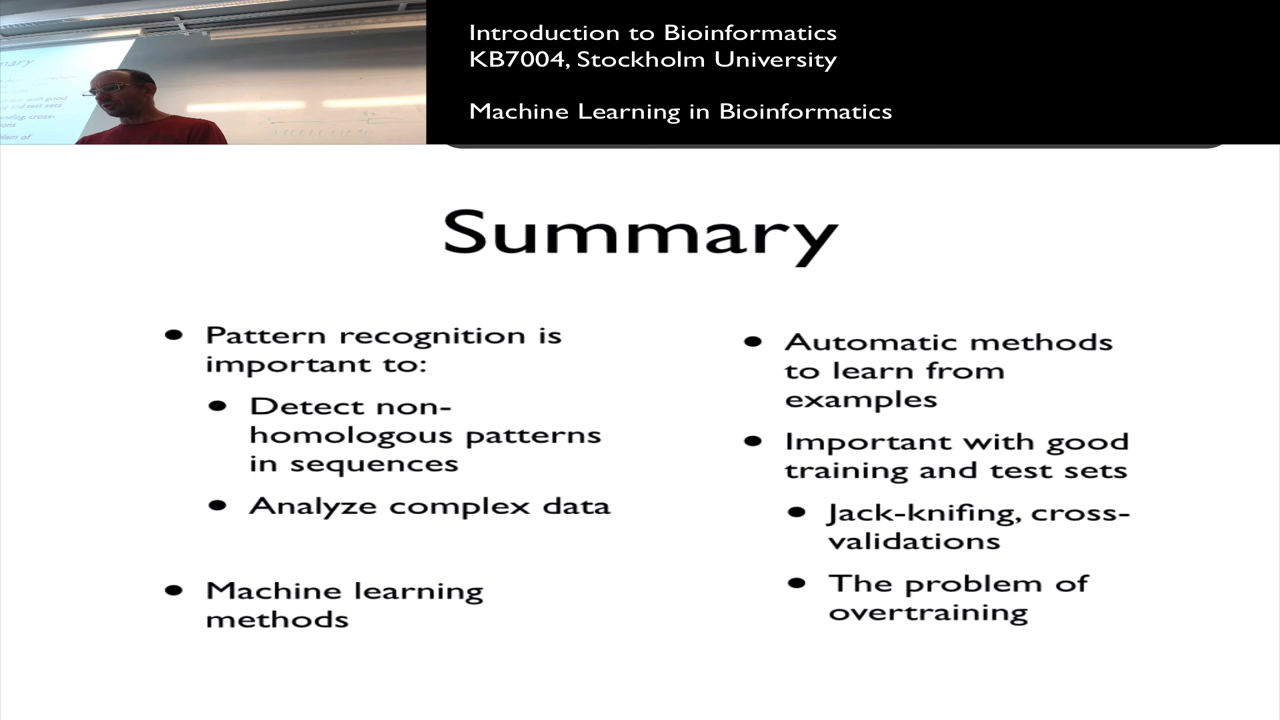 Introduction to Bioinformatics
KB7004, Stockholm University
Machine Learning in Bioinformatics
Summary
• Pattern recognition is
important to:
• Detect non-
homologous patterns
in sequences
• Analyze complex data
• Machine learning
methods
• Automatic methods
to learn from
examples
• Important with good
training and test sets
• Jack-knifing, cross-
validations
• The problem of
overtraining